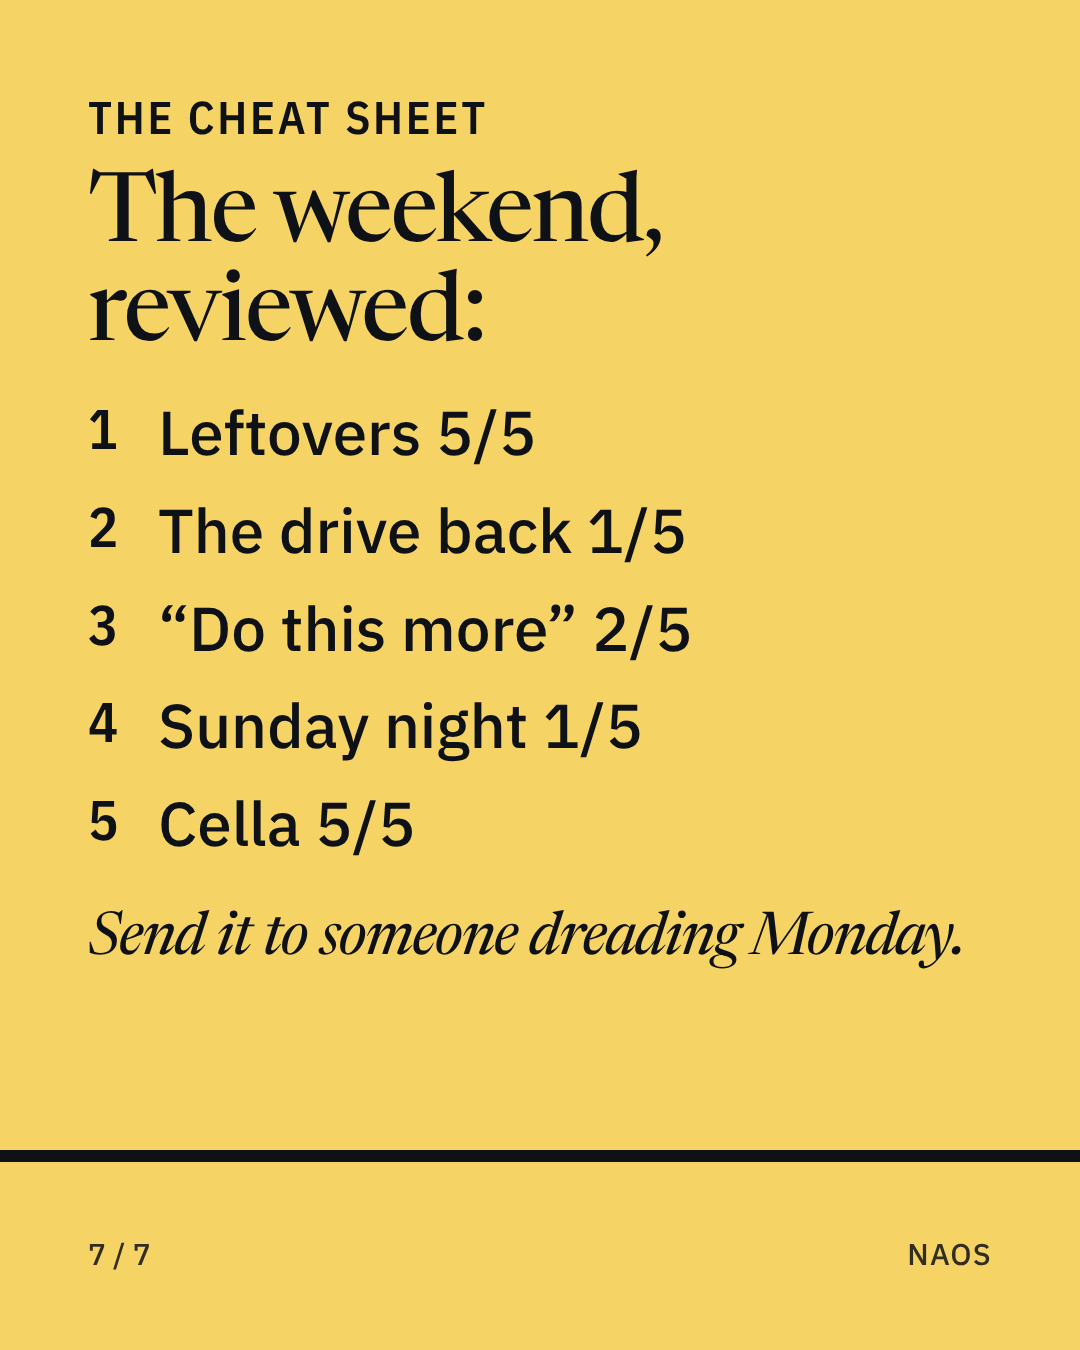 THE CHEAT SHEET
The weekend,
reviewed:
1 Leftovers 5/5
2 The drive back 1/5
3 “Do this more” 2/5
4 Sunday night 1/5
5 Cella 5/5
Send it to someone dreading Monday.
7 / 7
NAOS